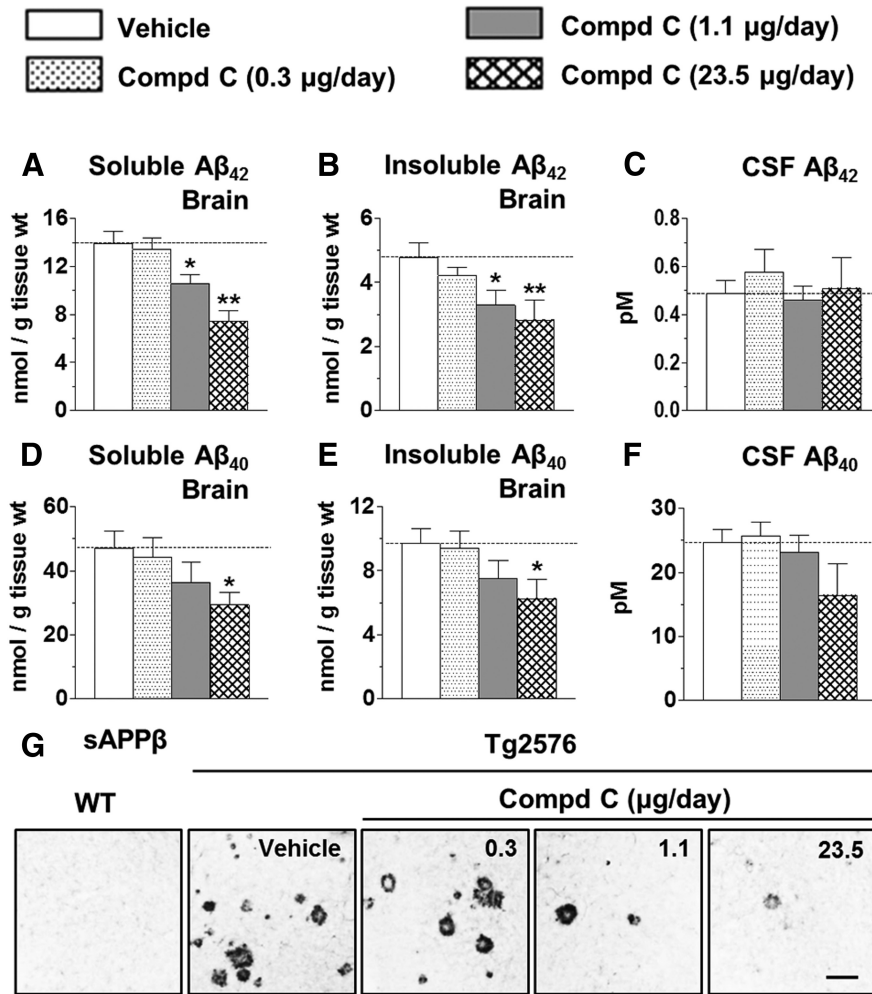 Vehicle
Compd C (1.1 µg/day)
Compd C (0.3 µg/day)
Compd C (23.5 µg/day)
A
Soluble Aβ42
Brain
nmol / g tissue wt
16
12
8
4
0
*
**
B
Insoluble Aβ42
Brain
nmol / g tissue wt
6
4
2
0
*
**
C
CSF Aβ42
pM
0.8
0.6
0.4
0.2
0.0
D
Soluble Aβ40
Brain
nmol / g tissue wt
60
40
20
0
*
E
Insoluble Aβ40
Brain
nmol / g tissue wt
12
8
4
0
*
F
CSF Aβ40
pM
30
20
10
0
G
sAPPβ
Tg2576
WT
Compd C (µg/day)
Vehicle
0.3
1.1
23.5